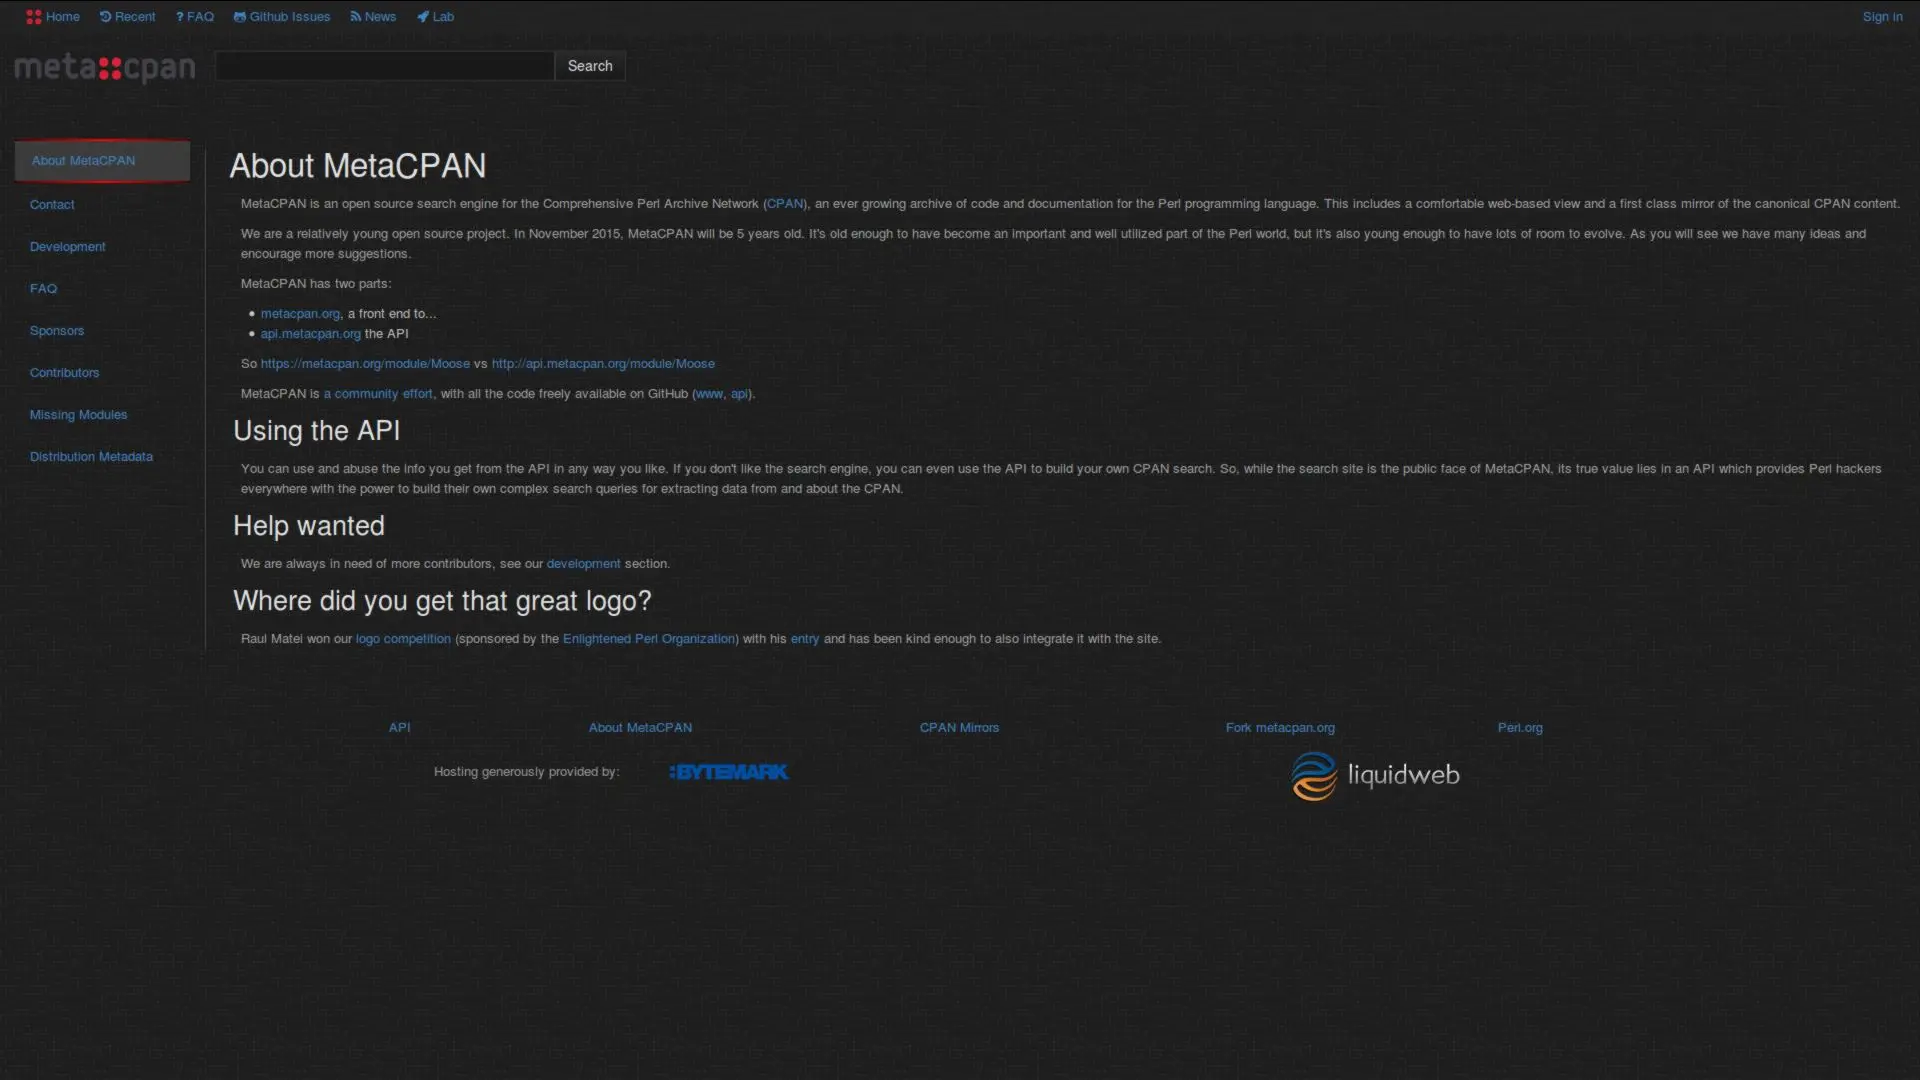 Home Recent ? FAQ Github Issues News Lab Sign in
meta::cpan Search
About MetaCPAN
Contact
Development
FAQ
Sponsors
Contributors
Missing Modules
Distribution Metadata
About MetaCPAN
MetaCPAN is an open source search engine for the Comprehensive Perl Archive Network (CPAN), an ever growing archive of code and documentation for the Perl programming language. This includes a comfortable web-based view and a first class mirror of the canonical CPAN content.
We are a relatively young open source project. In November 2015, MetaCPAN will be 5 years old. It's old enough to have become an important and well utilized part of the Perl world, but it's also young enough to have lots of room to evolve. As you will see we have many ideas and
encourage more suggestions.
MetaCPAN has two parts:
• metacpan.org, a front end to...
• api.metacpan.org the API
So https://metacpan.org/module/Moose vs http://api.metacpan.org/module/Moose
MetaCPAN is a community effort, with all the code freely available on GitHub (www, api).
Using the API
You can use and abuse the info you get from the API in any way you like. If you don't like the search engine, you can even use the API to build your own CPAN search. So, while the search site is the public face of MetaCPAN, its true value lies in an API which provides Perl hackers
everywhere with the power to build their own complex search queries for extracting data from and about the CPAN.
Help wanted
We are always in need of more contributors, see our development section.
Where did you get that great logo?
Raul Matei won our logo competition (sponsored by the Enlightened Perl Organization) with his entry and has been kind enough to also integrate it with the site.
API About MetaCPAN CPAN Mirrors Fork metacpan.org Perl.org
Hosting generously provided by: :BYTEMARK liquidweb